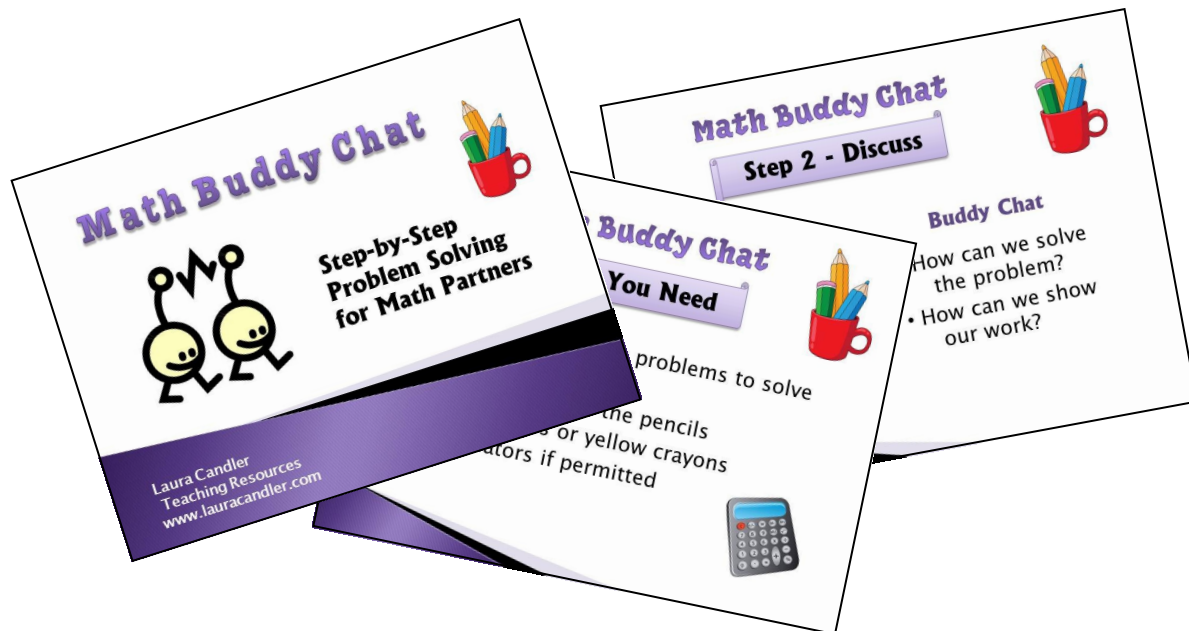 Math Buddy Chat
Step-by-Step
Problem Solving
for Math Partners
Laura Candler
Teaching Resources
www.lauracandler.com
Buddy Chat
You Need
problems to solve
the pencils
or yellow crayons
if permitted
Math Buddy Chat
Step 2 - Discuss
Buddy Chat
How can we solve
the problem?
• How can we show
our work?